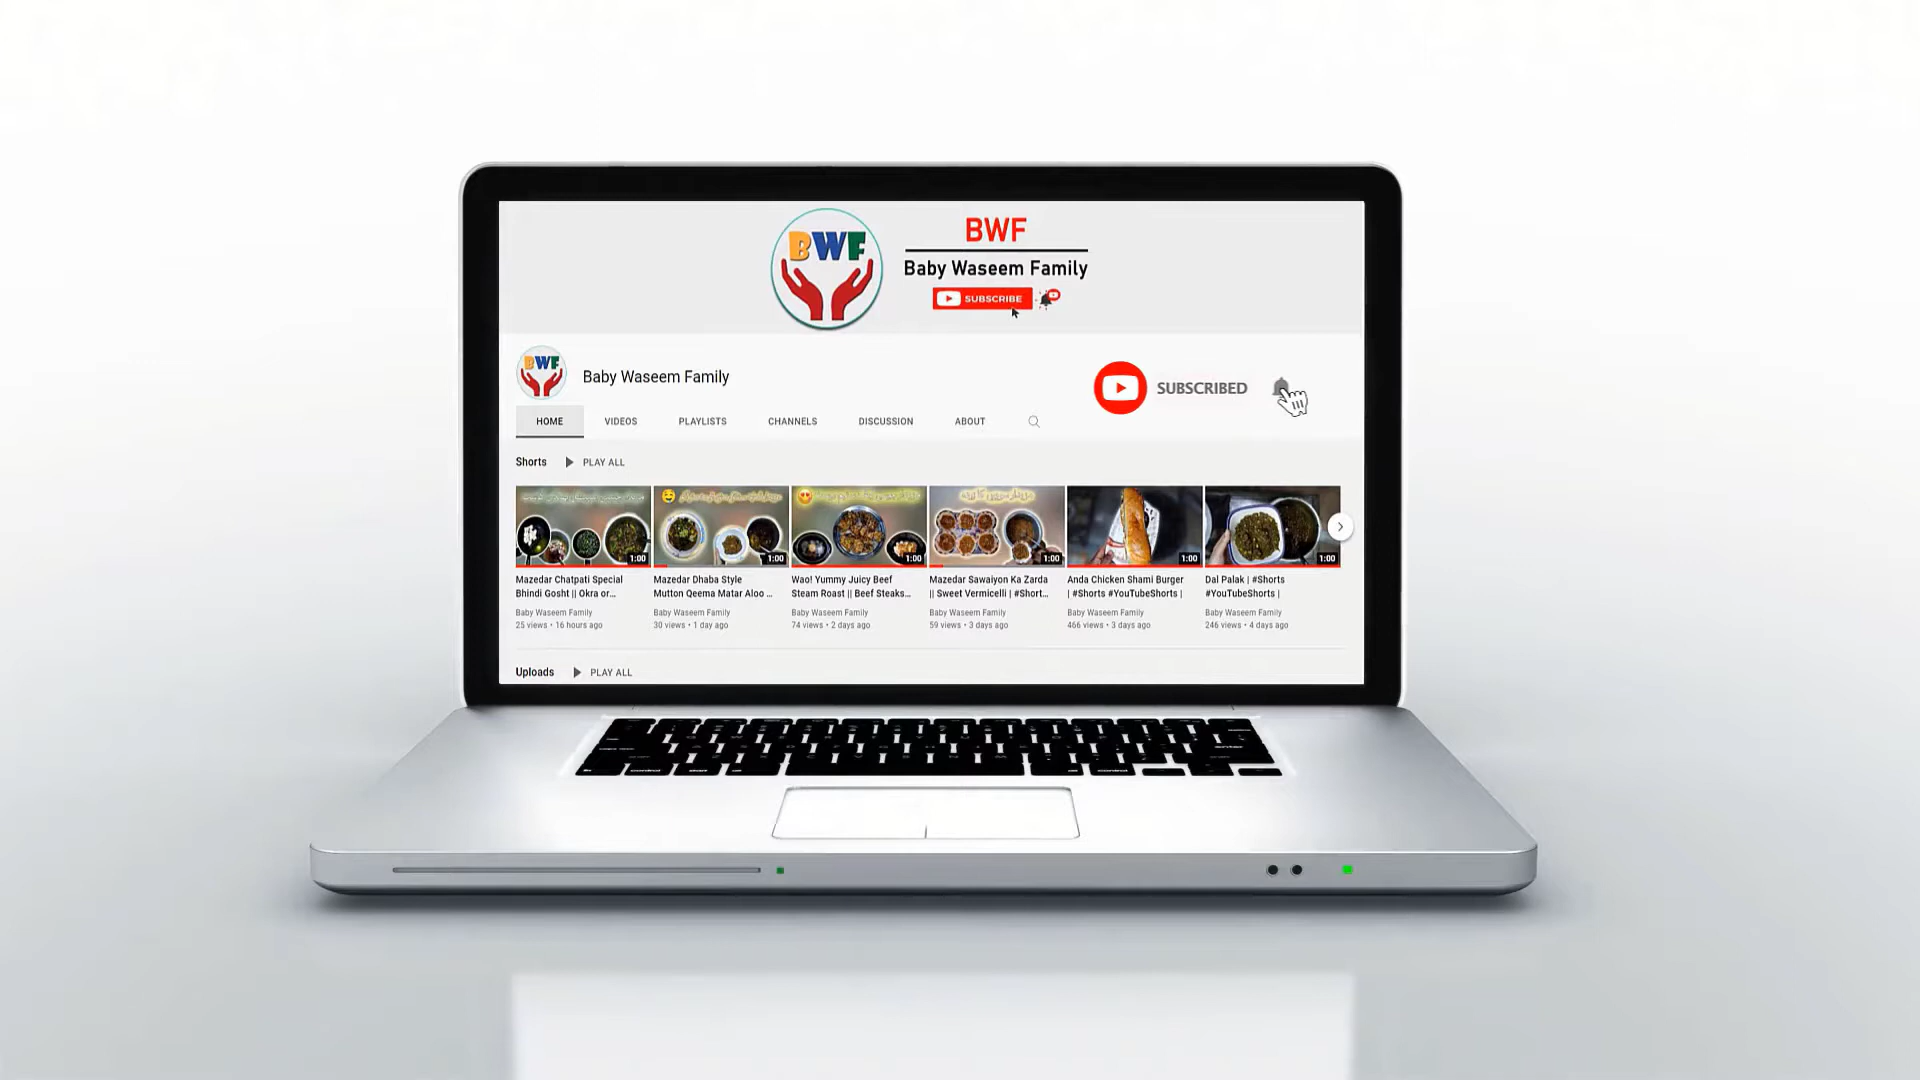 BWF
BWF
Baby Waseem Family
SUBSCRIBE
BWF
Baby Waseem Family
SUBSCRIBED
HOME
VIDEOS
PLAYLISTS
CHANNELS
DISCUSSION
ABOUT
Shorts
PLAY ALL
1:00
1:00
1:00
1:00
1:00
1:00
Mazedar Chatpati Special
Bhindi Gosht || Okra or...
Baby Waseem Family
25 views • 16 hours ago
Mazedar Dhaba Style
Mutton Qeema Matar Aloo ...
Baby Waseem Family
30 views • 1 day ago
Wao! Yummy Juicy Beef
Steam Roast || Beef Steaks...
Baby Waseem Family
74 views • 2 days ago
Mazedar Sawaiyon Ka Zarda
|| Sweet Vermicelli | #Short...
Baby Waseem Family
59 views • 3 days ago
Anda Chicken Shami Burger
| #Shorts #YouTubeShorts |
Baby Waseem Family
466 views • 3 days ago
Dal Palak | #Shorts
#YouTubeShorts |
Baby Waseem Family
246 views • 4 days ago
Uploads
PLAY ALL